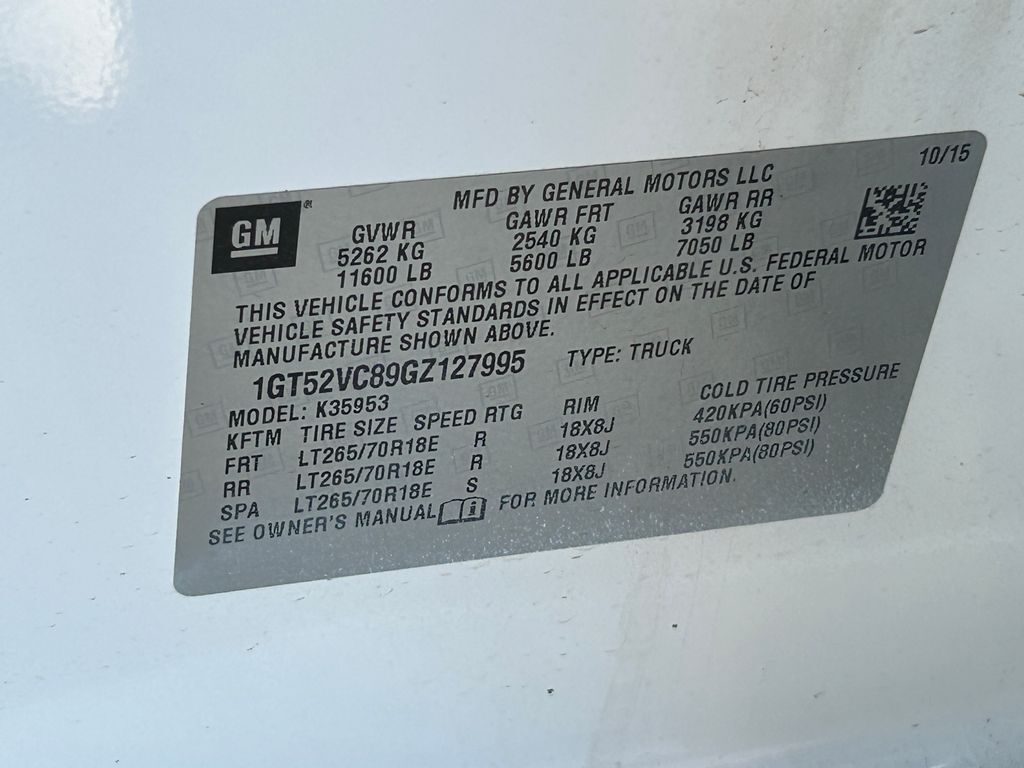 10/15
MFD BY GENERAL MOTORS LLC
GM ®
GVWR GAWR FRT GAWR RR
5262 KG 2540 KG 3198 KG
11600 LB 5600 LB 7050 LB
THIS VEHICLE CONFORMS TO ALL APPLICABLE U.S. FEDERAL MOTOR
VEHICLE SAFETY STANDARDS IN EFFECT ON THE DATE OF
MANUFACTURE SHOWN ABOVE.
1GT52VC89GZ127995 TYPE: TRUCK
MODEL: K35953
KFTM TIRE SIZE SPEED RTG RIM COLD TIRE PRESSURE
FRT LT265/70R18E R 18X8J 420KPA(60PSI)
RR LT265/70R18E R 18X8J 550KPA(80PSI)
SPA LT265/70R18E S 18X8J 550KPA(80PSI)
SEE OWNER'S MANUAL i FOR MORE INFORMATION.